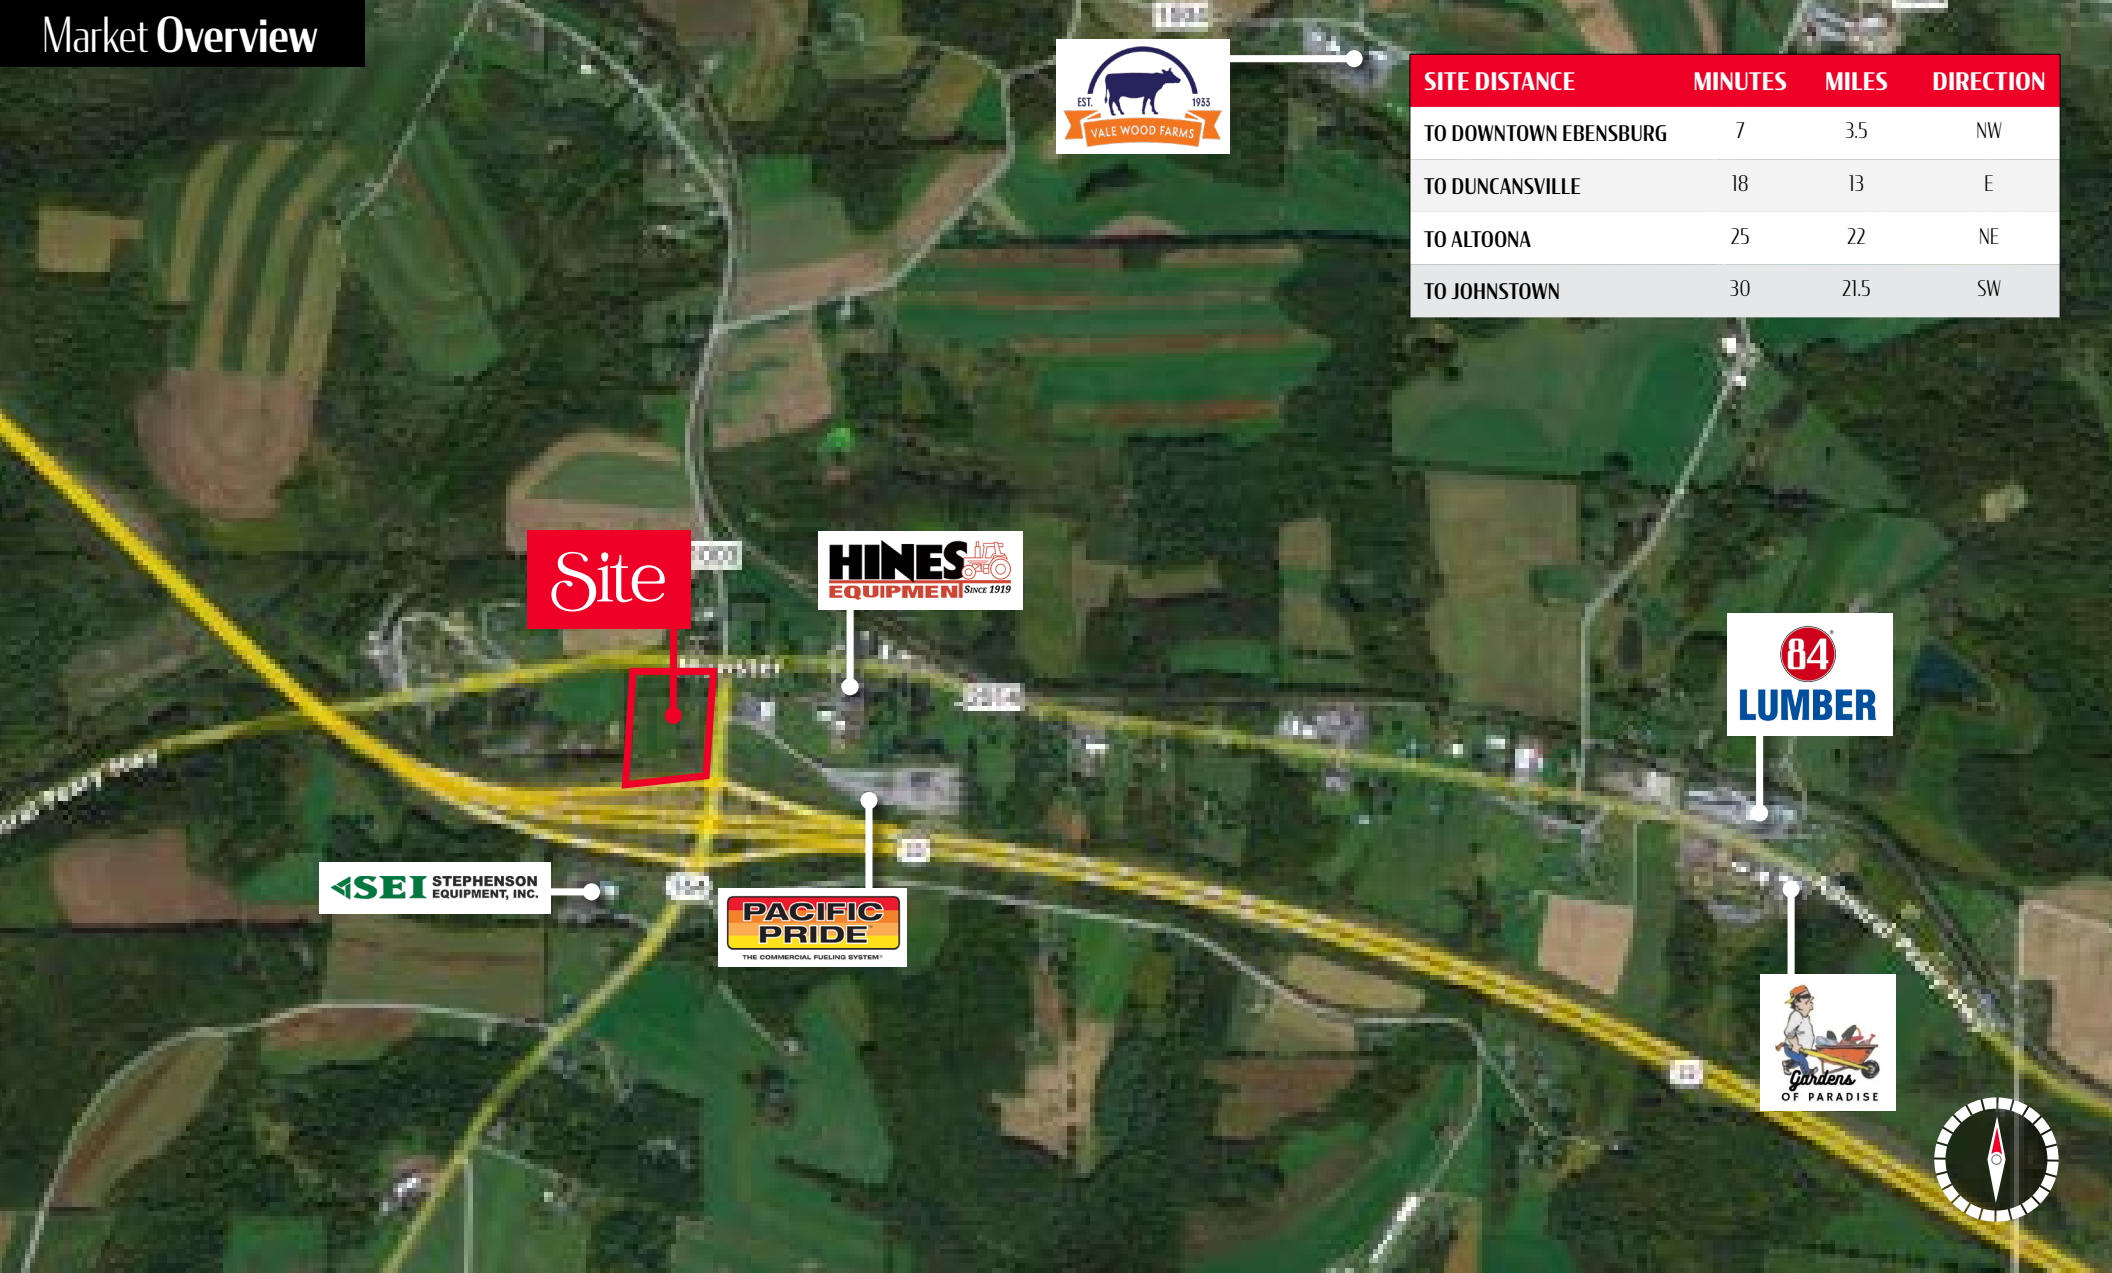 Market Overview
EST. 1933
VALE WOOD FARMS
SITE DISTANCE MINUTES MILES DIRECTION
TO DOWNTOWN EBENSBURG 7 3.5 NW
TO DUNCANSVILLE 18 13 E
TO ALTOONA 25 22 NE
TO JOHNSTOWN 30 21.5 SW
Site
HINES
EQUIPMENT SINCE 1919
84
LUMBER
SEI STEPHENSON
EQUIPMENT, INC.
PACIFIC
PRIDE
THE COMMERCIAL FUELING SYSTEM®
Gardens
OF PARADISE